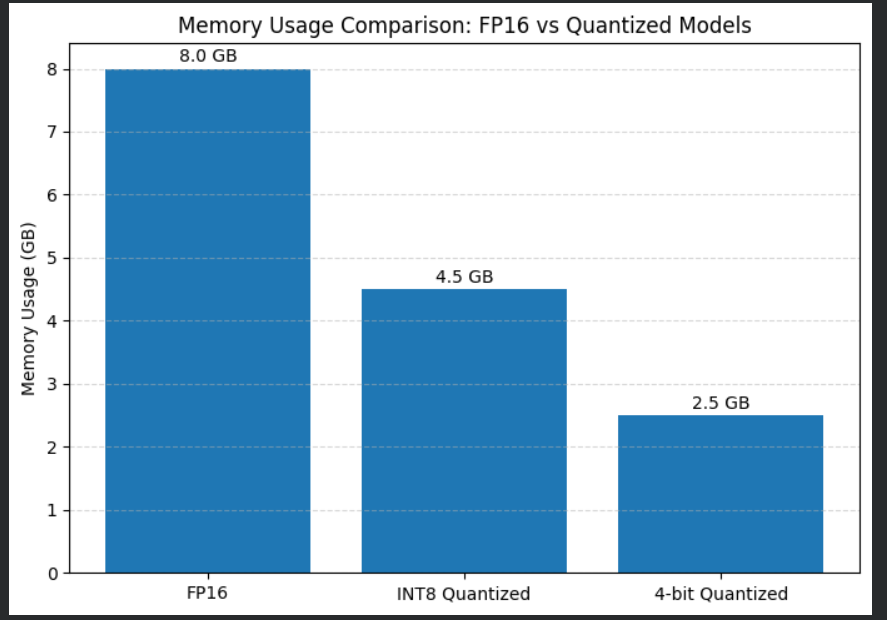 Memory Usage Comparison: FP16 vs Quantized Models
8.0 GB
4.5 GB
2.5 GB
Memory Usage (GB)
8
7
6
5
4
3
2
1
0
FP16
INT8 Quantized
4-bit Quantized